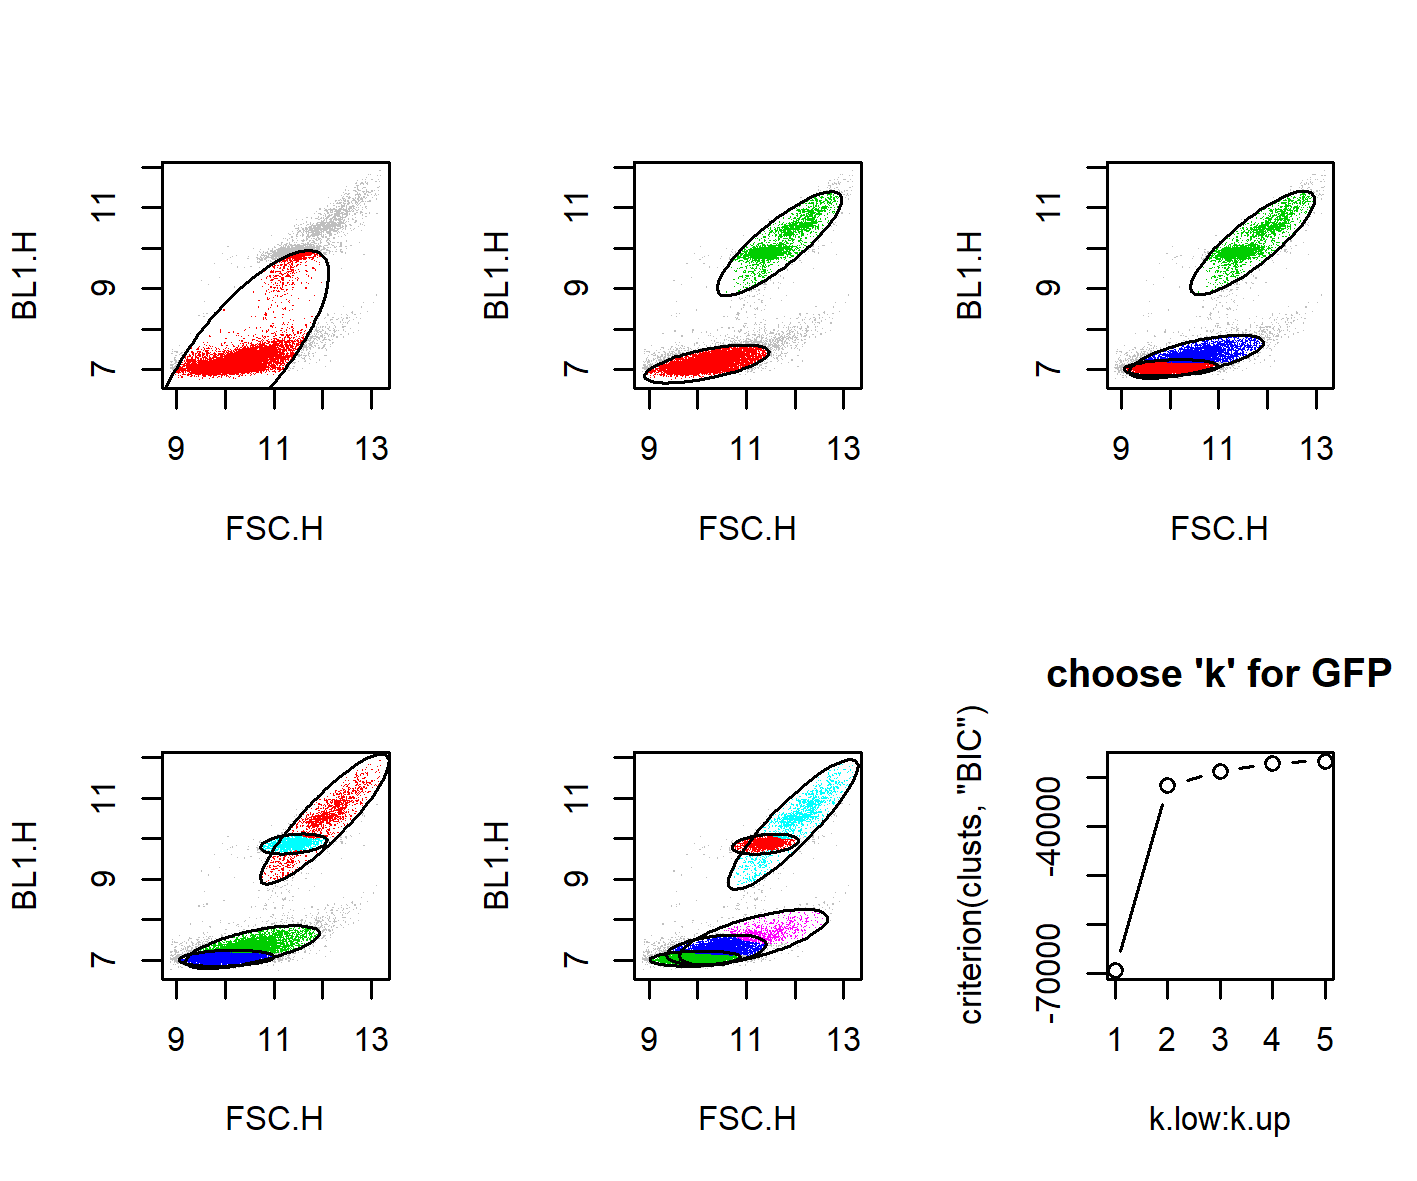 BL1.H
7 9 11
9 11 13
FSC.H
BL1.H
7 9 11
9 11 13
FSC.H
BL1.H
7 9 11
9 11 13
FSC.H
BL1.H
7 9 11
9 11 13
FSC.H
BL1.H
7 9 11
9 11 13
FSC.H
choose 'k' for GFP
criterion(clusts, "BIC")
-70000 -40000
1 2 3 4 5
k.low:k.up